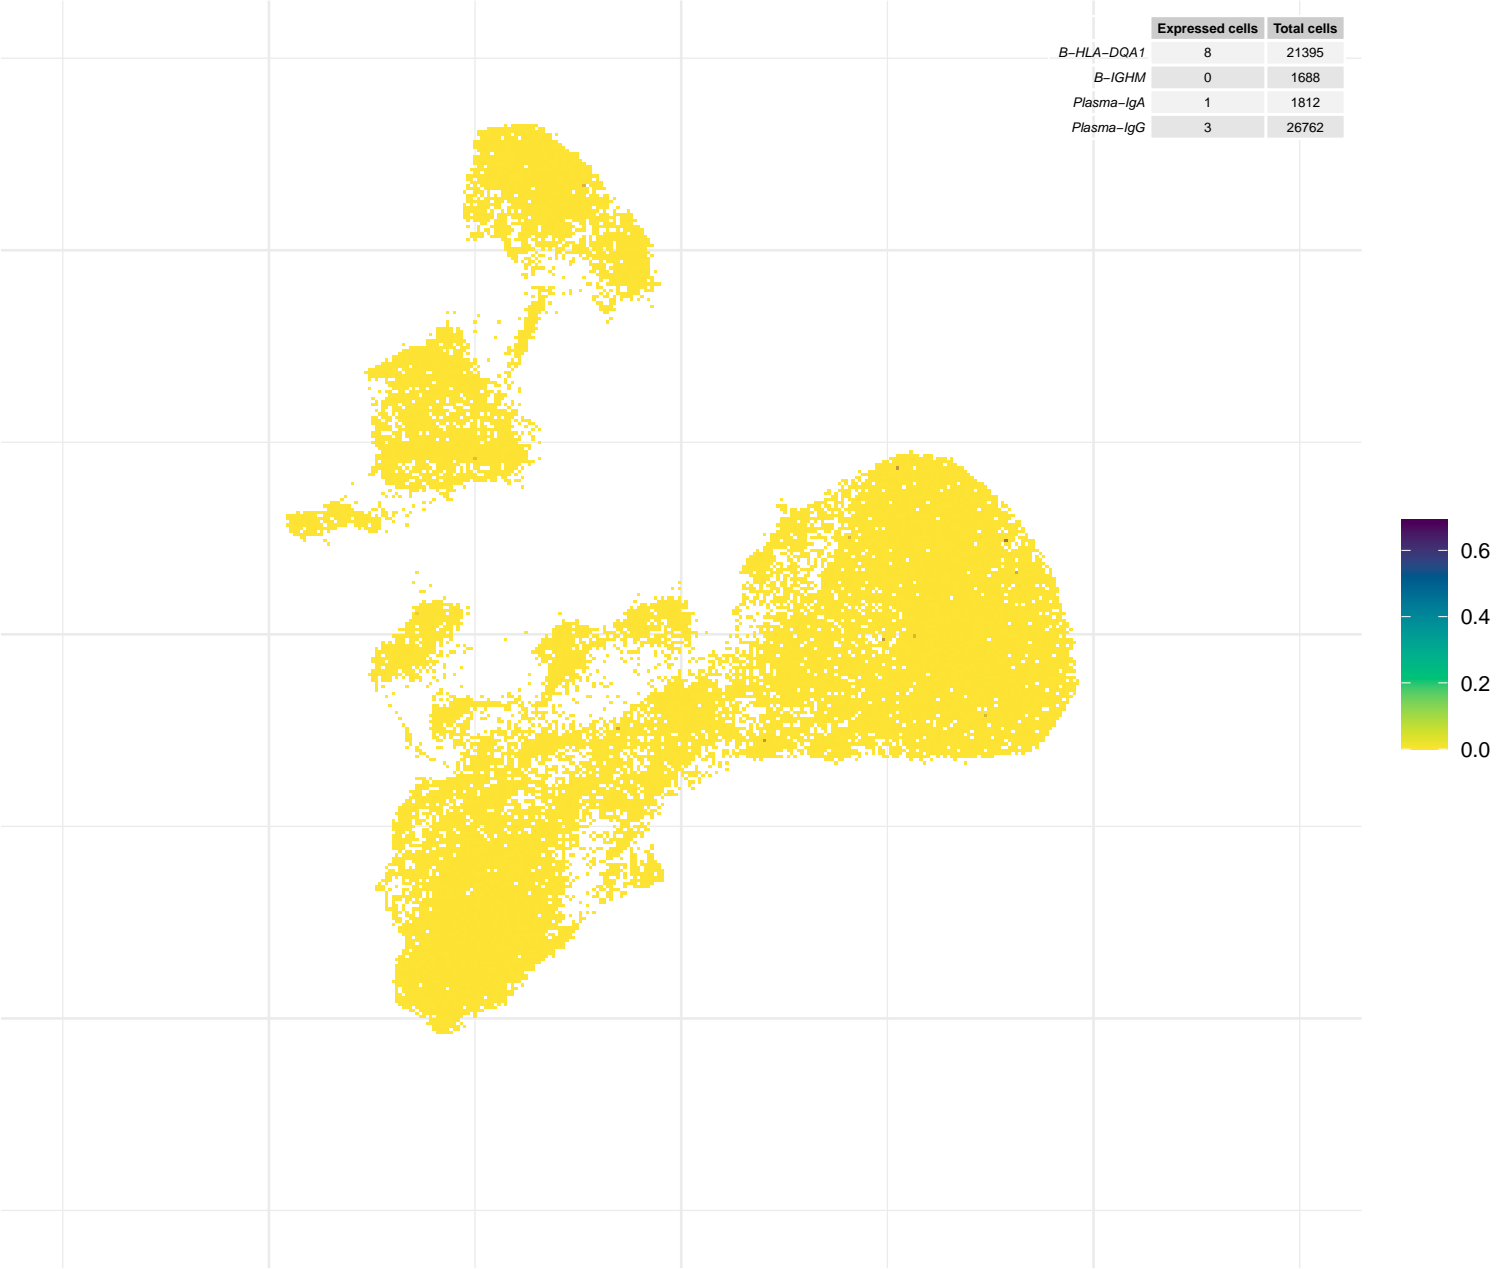 Expressed cells Total cells
B−HLA−DQA1 8 21395
B−IGHM 0 1688
Plasma−IgA 1 1812
Plasma−IgG 3 26762
0.6
0.4
0.2
0.0